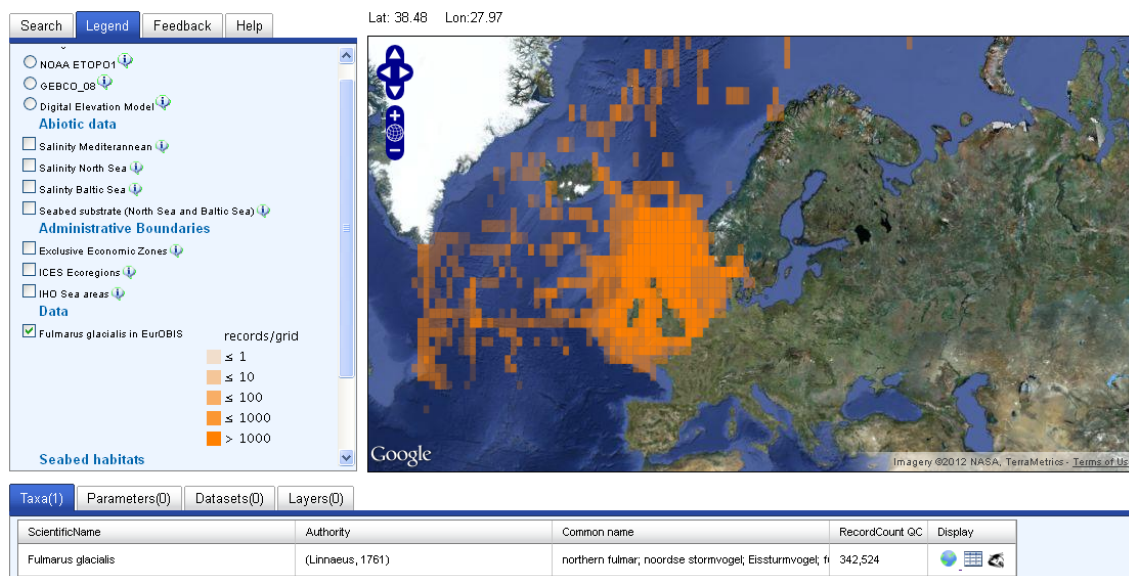 Lat: 38.48 Lon:27.97
Search Legend Feedback Help
NOAA ETOPO1
GEBCO_08
Digital Elevation Model
Abiotic data
Salinity Mediterannean
Salinity North Sea
Salinty Baltic Sea
Seabed substrate (North Sea and Baltic Sea)
Administrative Boundaries
Exclusive Economic Zones
ICES Ecoregions
IHO Sea areas
Data
Fulmarus glacialis in EurOBIS
records/grid
≤ 1
≤ 10
≤ 100
≤ 1000
> 1000
Seabed habitats
Google
Imagery ©2012 NASA, TerraMetrics - Terms of Us
Taxa(1) Parameters(0) Datasets(0) Layers(0)
ScientificName Authority Common name RecordCount QC Display
Fulmarus glacialis (Linnaeus, 1761) northern fulmar; noordse stormvogel; Eissturmvogel; 342,524